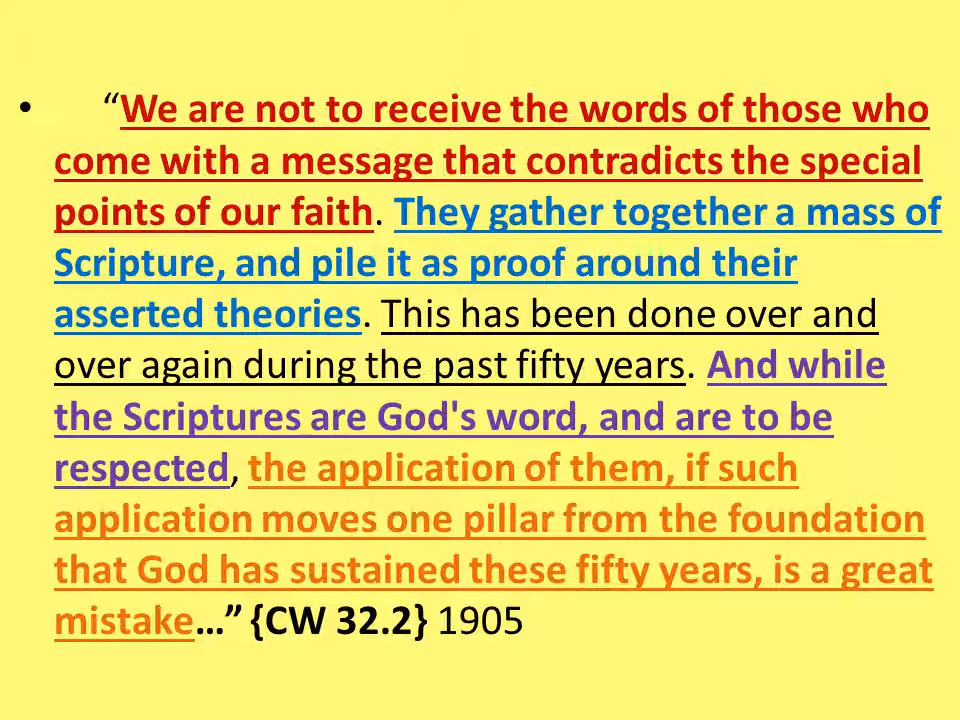 • “We are not to receive the words of those who
come with a message that contradicts the special
points of our faith. They gather together a mass of
Scripture, and pile it as proof around their
asserted theories. This has been done over and
over again during the past fifty years. And while
the Scriptures are God's word, and are to be
respected, the application of them, if such
application moves one pillar from the foundation
that God has sustained these fifty years, is a great
mistake…” {CW 32.2} 1905